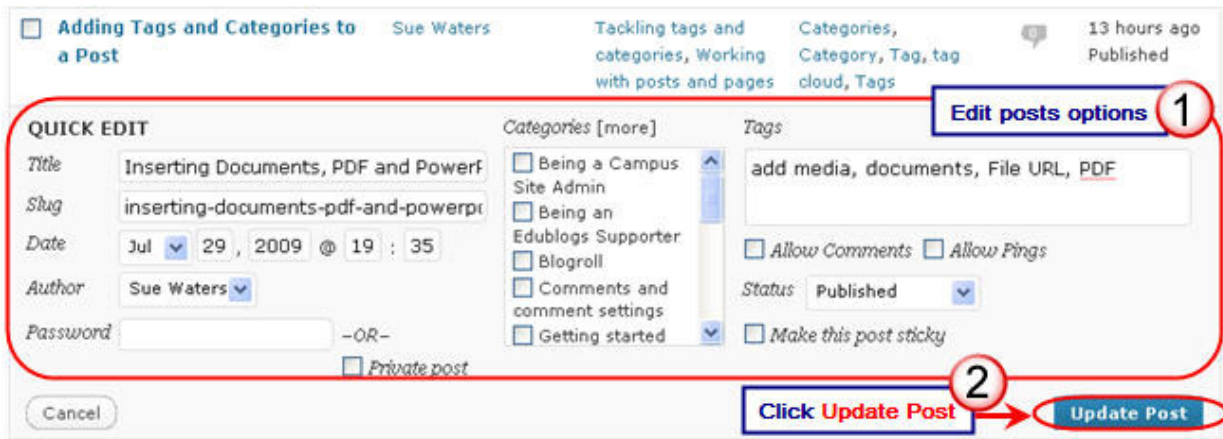 Adding Tags and Categories to a Post
Sue Waters
Tackling tags and categories, Working with posts and pages
Categories, Category, Tag, tag cloud, Tags
0
13 hours ago
Published
Edit posts options
1
QUICK EDIT
Title
Inserting Documents, PDF and PowerP
Slug
inserting-documents-pdf-and-powerp
Date
Jul 29 , 2009 @ 19 : 35
Author
Sue Waters
Password
–OR–
Private post
Categories [more]
Being a Campus
Site Admin
Being an
Edublogs Supporter
Blogroll
Comments and
comment settings
Getting started
Tags
add media, documents, File URL, PDF
Allow Comments
Allow Pings
Status
Published
Make this post sticky
2
Cancel
Click Update Post
Update Post